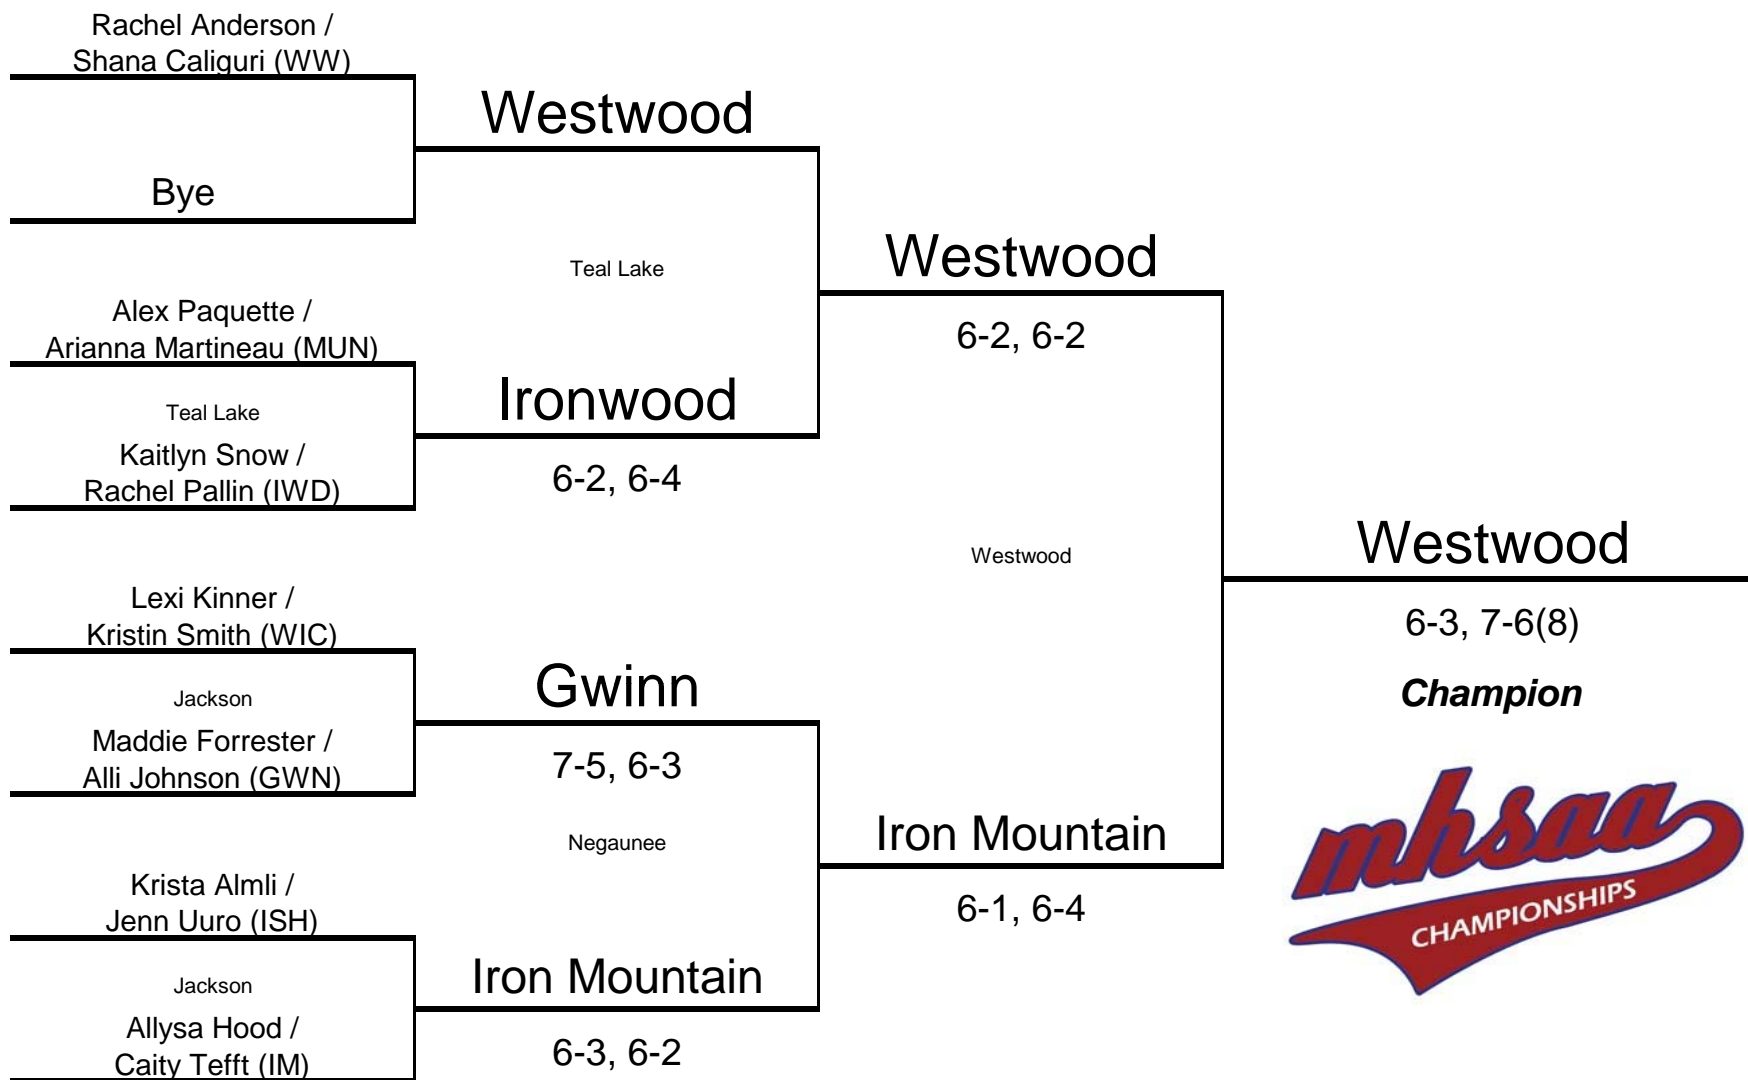 Rachel Anderson /
Shana Caliguri (WW)
Westwood
Bye
Teal Lake
Westwood
6-2, 6-2
Alex Paquette /
Arianna Martineau (MUN)
Teal Lake
Ironwood
Kaitlyn Snow /
Rachel Pallin (IWD)
6-2, 6-4
Westwood
Westwood
6-3, 7-6(8)
Champion
Lexi Kinner /
Kristin Smith (WIC)
Jackson
Gwinn
Maddie Forrester /
Alli Johnson (GWN)
7-5, 6-3
Negaunee
Iron Mountain
6-1, 6-4
Krista Almli /
Jenn Uuro (ISH)
Jackson
Iron Mountain
Allysa Hood /
Caity Tefft (IM)
6-3, 6-2
mhsaa
CHAMPIONSHIPS